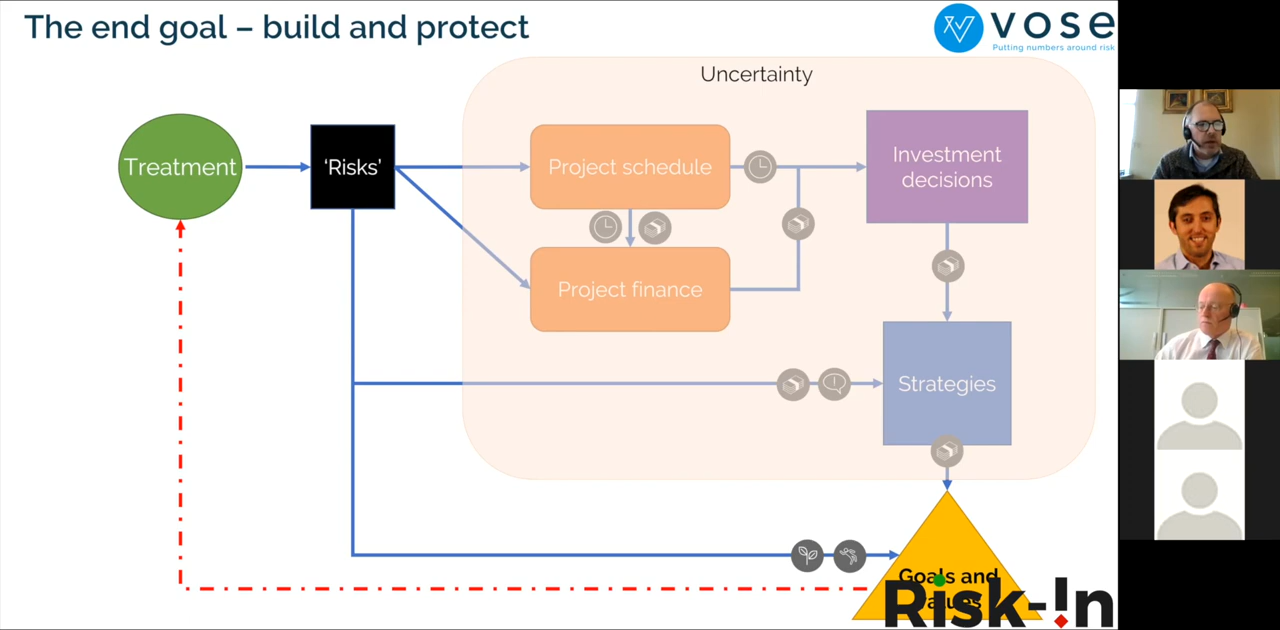 The end goal – build and protect
vose
Putting numbers around risk
Uncertainty
Treatment
‘Risks’
Project schedule
Investment
decisions
Project finance
Strategies
Goals and
Risk-!n